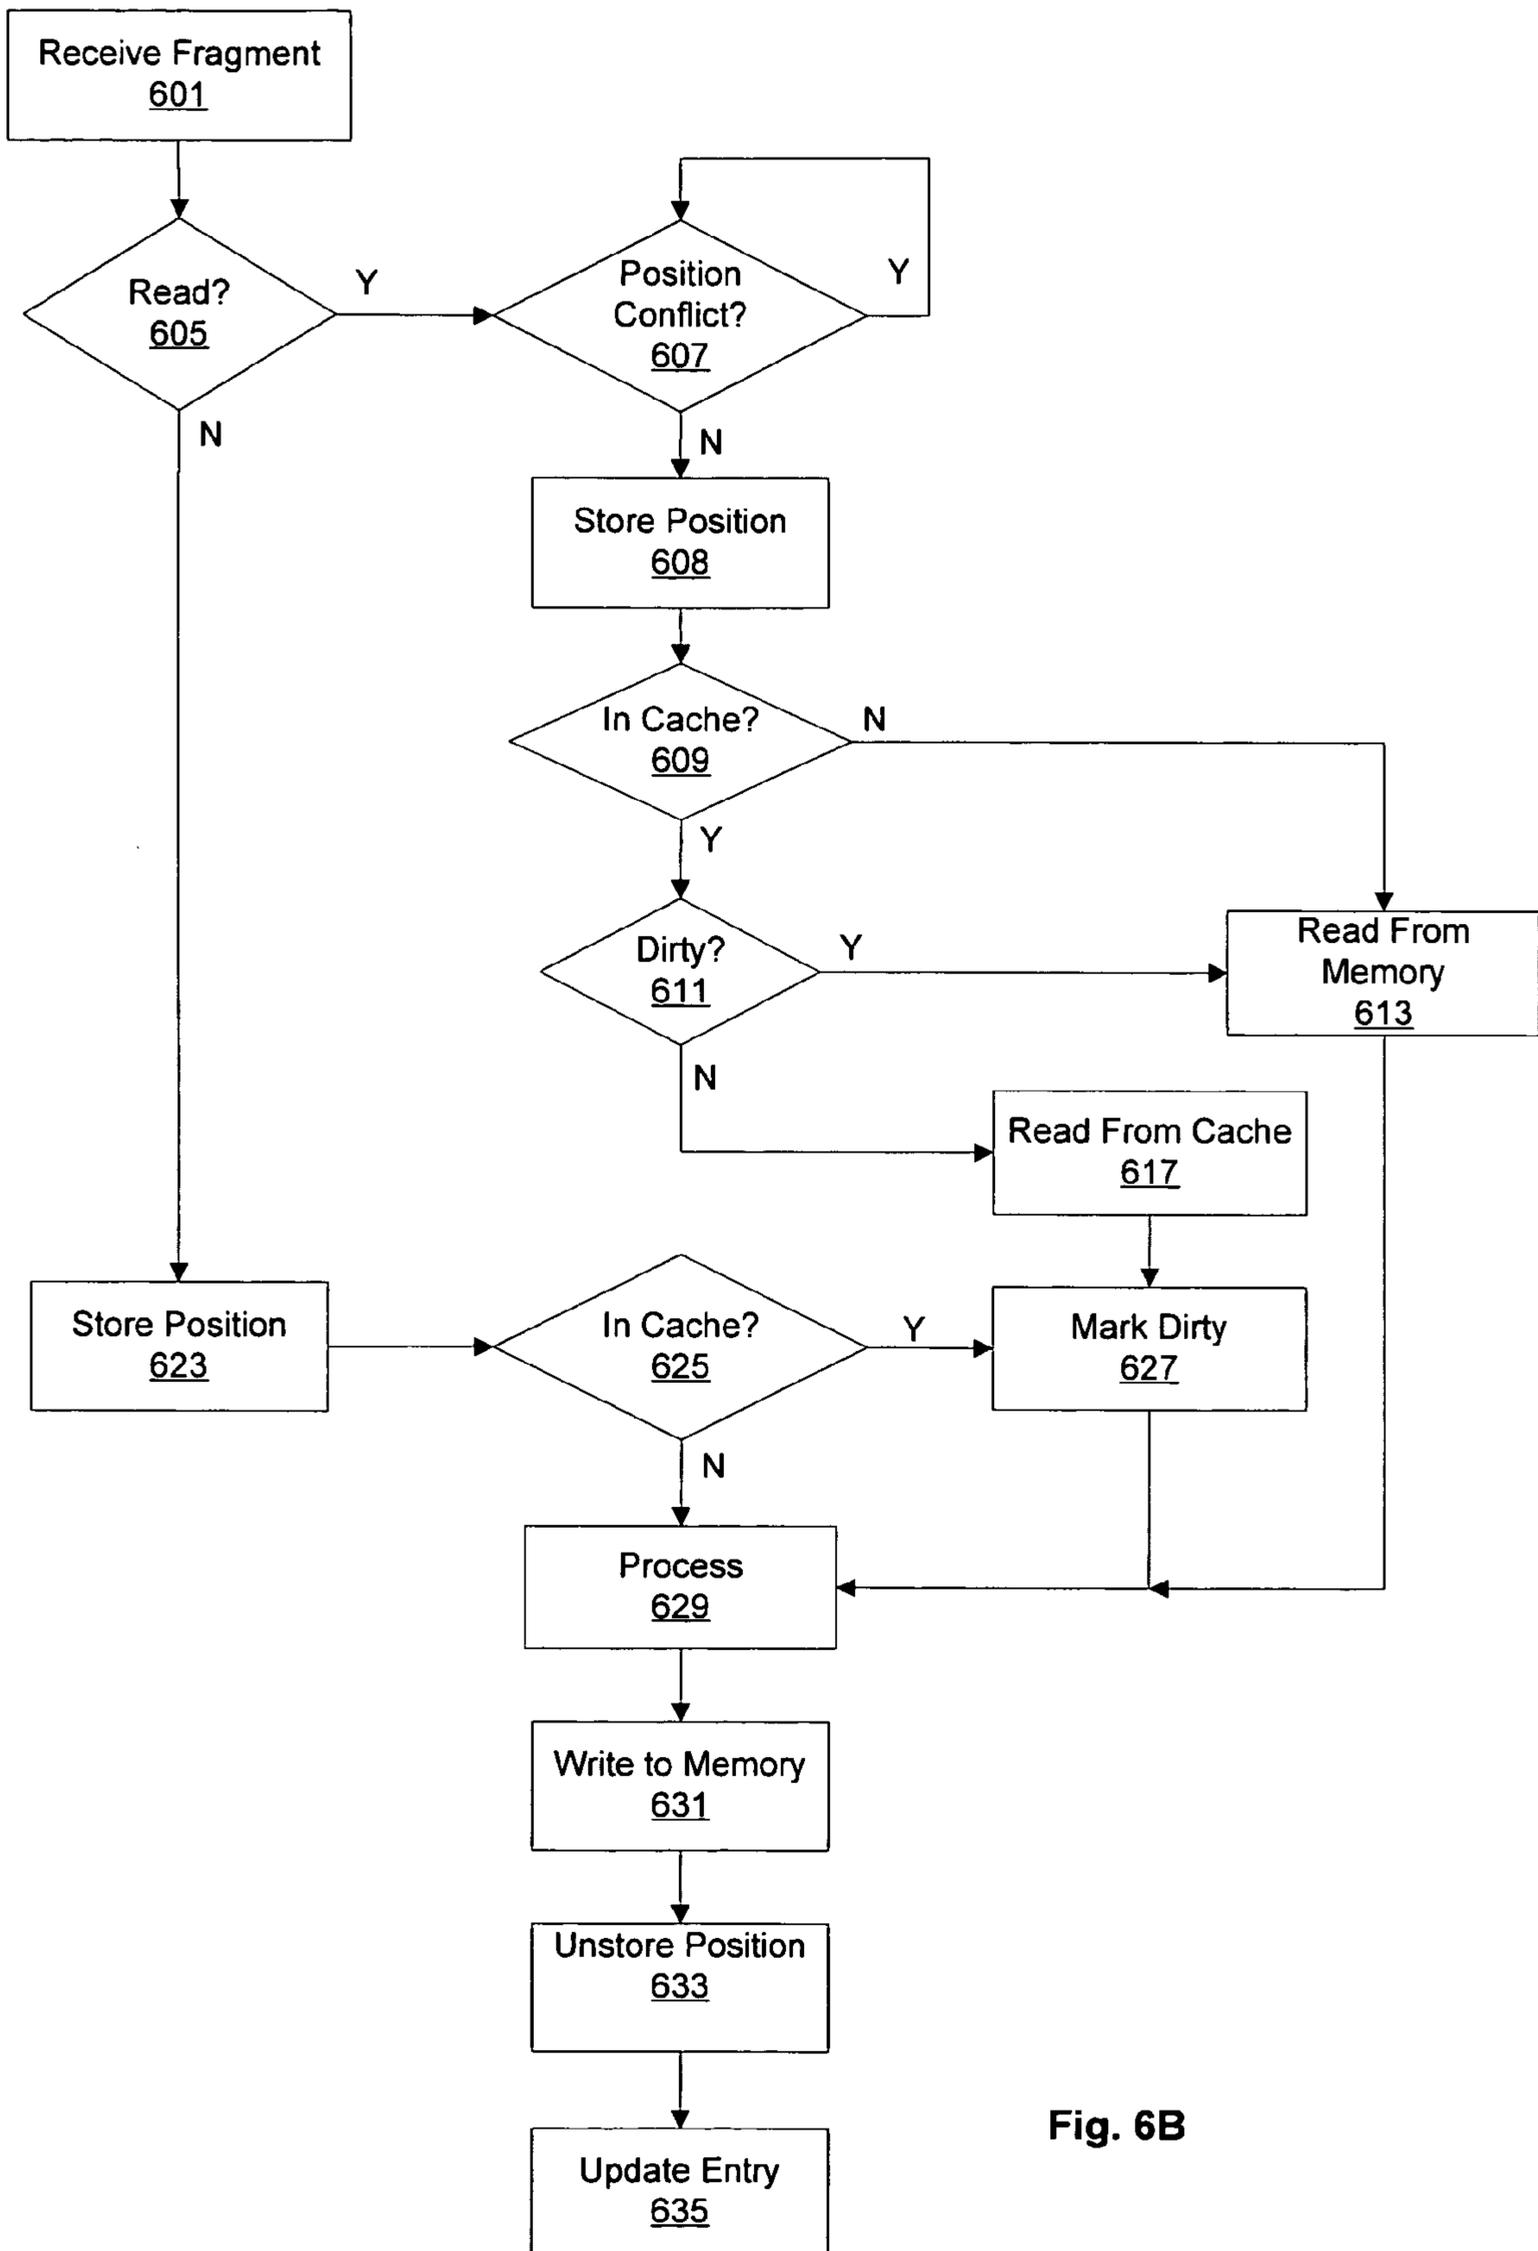 Receive Fragment
601
Read?
605
Y
N
Position
Conflict?
607
Y
N
Store Position
608
In Cache?
609
N
Y
Dirty?
611
Y
N
Read From
Memory
613
Read From Cache
617
Store Position
623
In Cache?
625
Y
N
Mark Dirty
627
Process
629
Write to Memory
631
Unstore Position
633
Update Entry
635
Fig. 6B